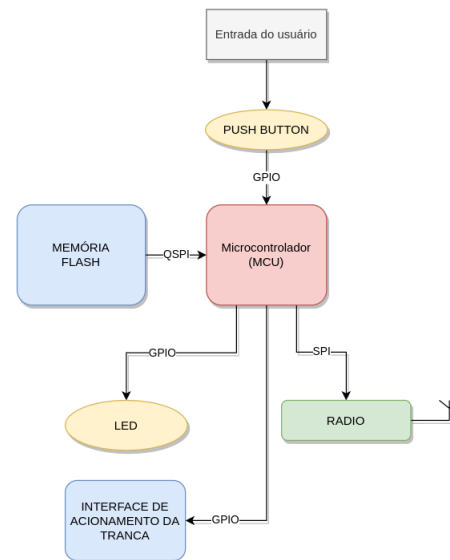 Entrada do usuário
PUSH BUTTON
GPIO
MEMÓRIA
FLASH
QSPI
Microcontrolador
(MCU)
GPIO
SPI
LED
RADIO
INTERFACE DE
ACIONAMENTO DA
TRANCA
GPIO